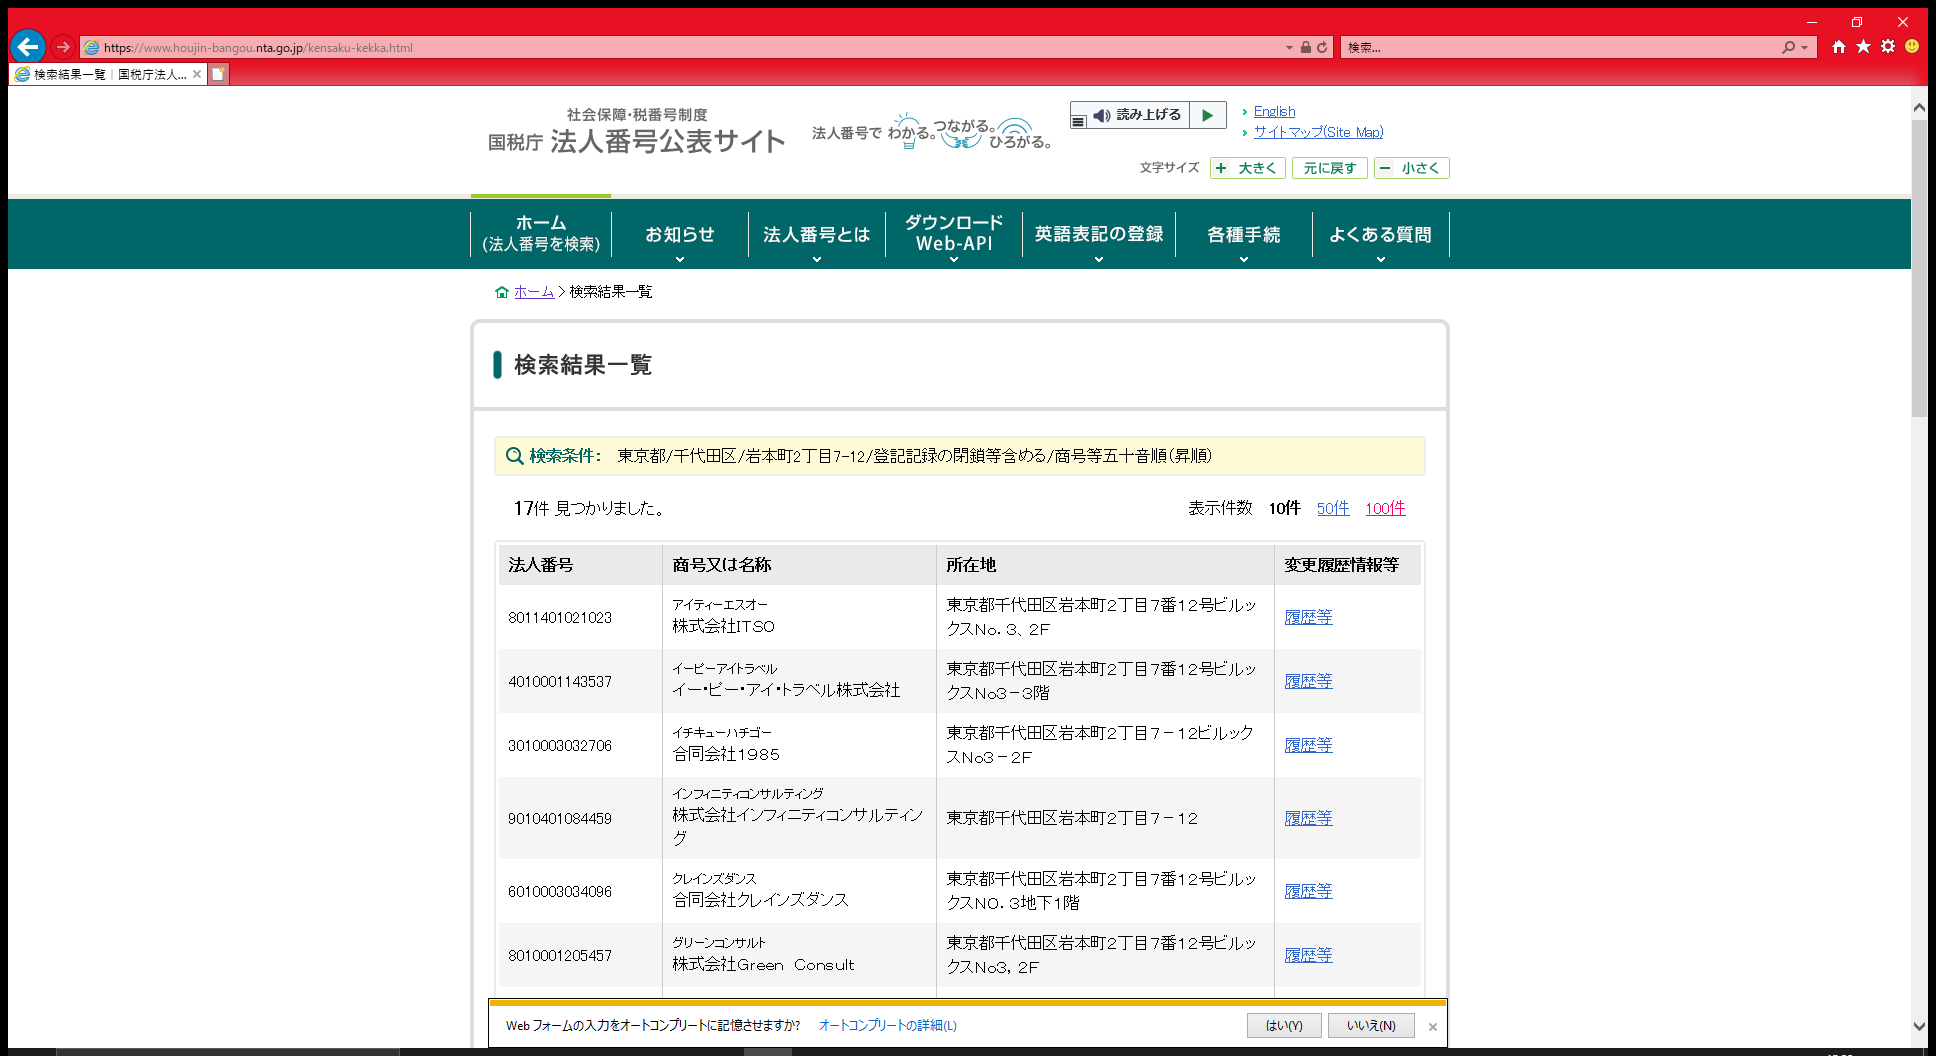 https://www.houjin-bangou.nta.go.jp/kensaku-kekka.html
検索...
検索結果一覧｜国税庁法人...
社会保障・税番号制度
国税庁 法人番号公表サイト
法人番号で わかる。つながる。ひろがる。
読み上げる
English
サイトマップ(Site Map)
文字サイズ + 大きく 元に戻す − 小さく
ホーム
(法人番号を検索)
お知らせ
法人番号とは
ダウンロード
Web-API
英語表記の登録
各種手続
よくある質問
ホーム > 検索結果一覧
検索結果一覧
検索条件： 東京都/千代田区/岩本町2丁目7-12/登記記録の閉鎖等含める/商号等五十音順（昇順）
17件 見つかりました。
表示件数 10件 50件 100件
法人番号 商号又は名称 所在地 変更履歴情報等
8011401021023
アイティーエスオー
株式会社ＩＴＳＯ
東京都千代田区岩本町２丁目７番１２号ビルッ
クスＮｏ．３、２Ｆ
履歴等
4010001143537
イーピーアイトラベル
イー・ピー・アイ・トラベル株式会社
東京都千代田区岩本町２丁目７番１２号ビルッ
クスＮｏ３－３階
履歴等
3010003032706
イチキューハチゴー
合同会社１９８５
東京都千代田区岩本町２丁目７－１２ビルック
スＮｏ３－２Ｆ
履歴等
9010401084459
インフィニティコンサルティング
株式会社インフィニティコンサルティン
グ
東京都千代田区岩本町２丁目７－１２
履歴等
6010003034096
クレインズダンス
合同会社クレインズダンス
東京都千代田区岩本町２丁目７番１２号ビルッ
クスＮＯ．３地下１階
履歴等
8010001205457
グリーンコンサルト
株式会社Ｇｒｅｅｎ　Ｃｏｎｓｕｌｔ
東京都千代田区岩本町２丁目７番１２号ビルッ
クスＮｏ３，２Ｆ
履歴等
Web フォームの入力をオートコンプリートに記憶させますか? オートコンプリートの詳細(L)
はい(Y) いいえ(N)